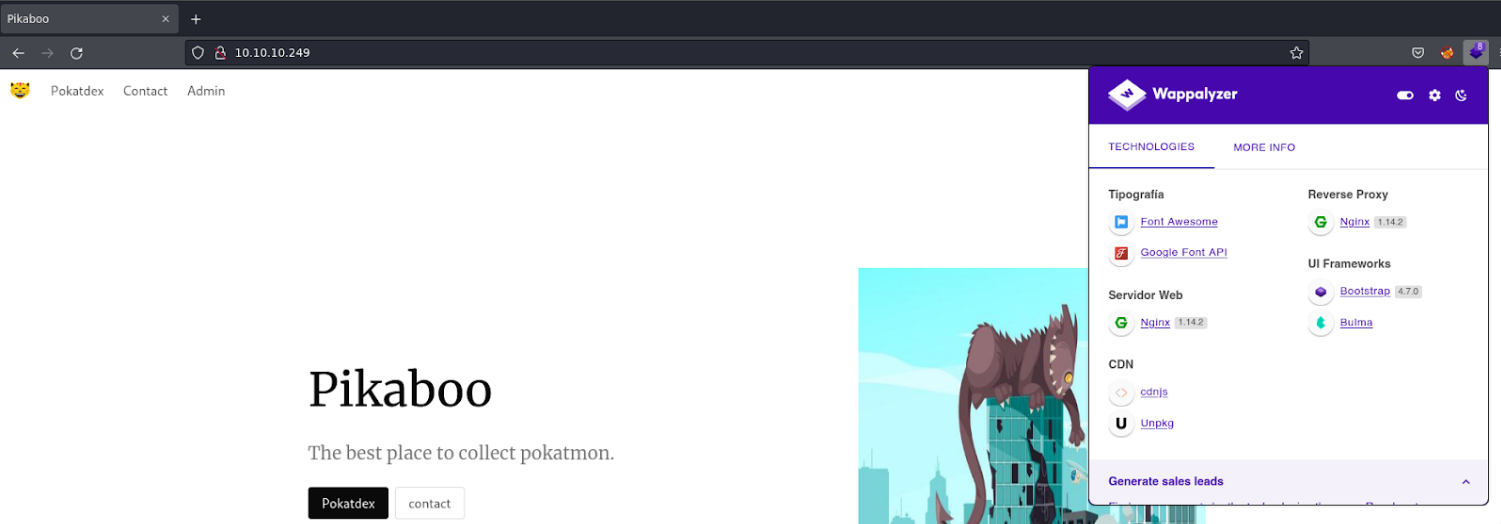 Pikaboo
10.10.10.249
8
Pokatdex Contact Admin
Wappalyzer
TECHNOLOGIES MORE INFO
Tipografía
Font Awesome
Google Font API
Servidor Web
Nginx 1.14.2
CDN
cdnjs
Unpkg
Reverse Proxy
Nginx 1.14.2
UI Frameworks
Bootstrap 4.7.0
Bulma
Generate sales leads
Pikaboo
The best place to collect pokatmon.
Pokatdex contact